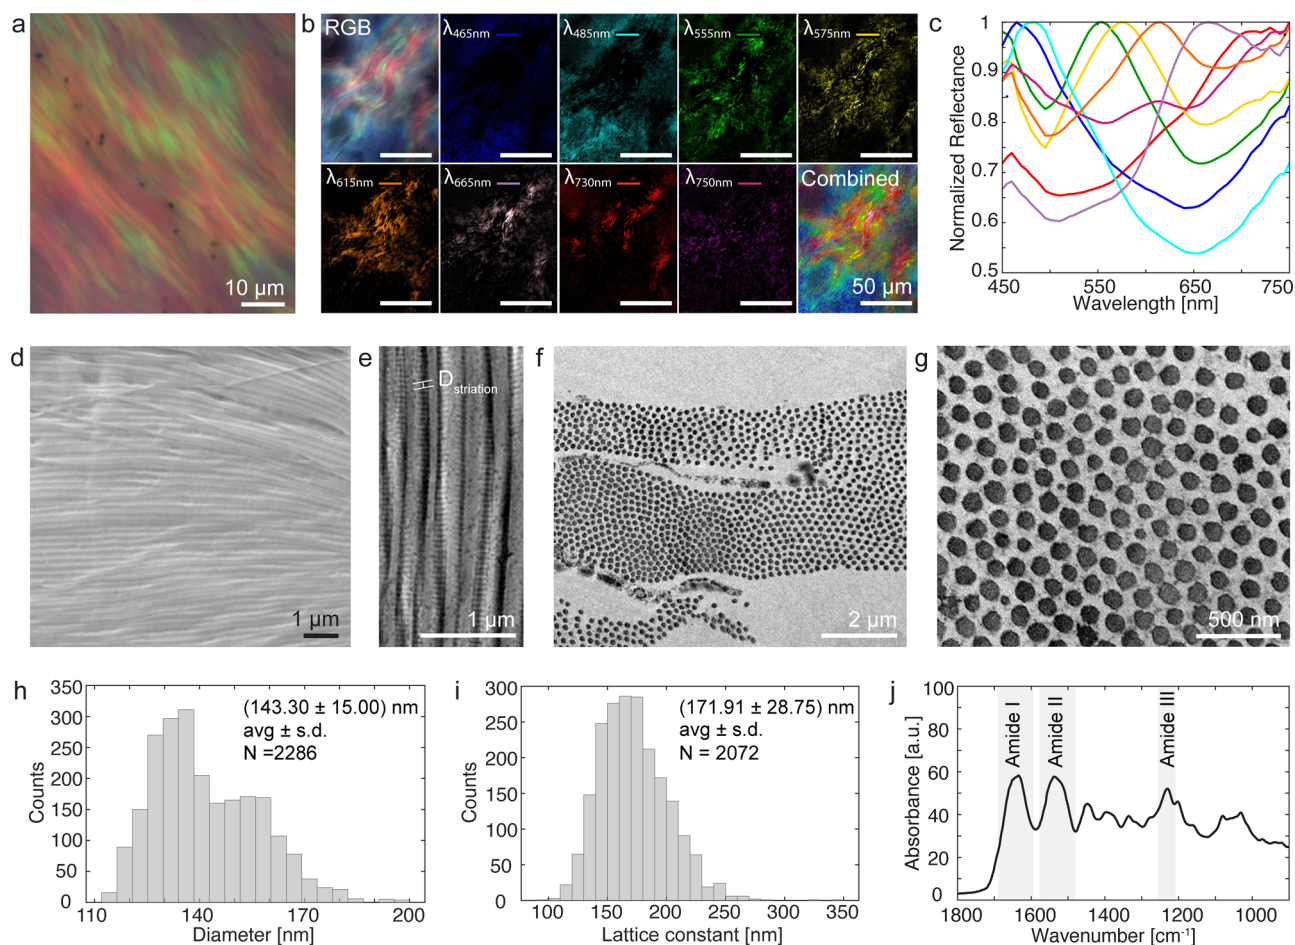 a
10 µm
b
RGB
λ465nm
λ485nm
λ555nm
λ575nm
λ615nm
λ665nm
λ730nm
λ750nm
Combined
50 µm
c
Normalized Reflectance
1
0.9
0.8
0.7
0.6
0.5
450
550
650
750
Wavelength [nm]
d
1 µm
e
Dstriation
1 µm
f
2 µm
g
500 nm
h
Counts
350
300
250
200
150
100
50
0
(143.30 ± 15.00) nm
avg ± s.d.
N =2286
110
140
170
200
Diameter [nm]
i
Counts
300
250
200
150
100
50
0
(171.91 ± 28.75) nm
avg ± s.d.
N = 2072
100
150
200
250
300
350
Lattice constant [nm]
j
Absorbance [a.u.]
100
80
60
40
20
0
Amide I
Amide II
Amide III
1800
1600
1400
1200
1000
Wavenumber [cm-1]